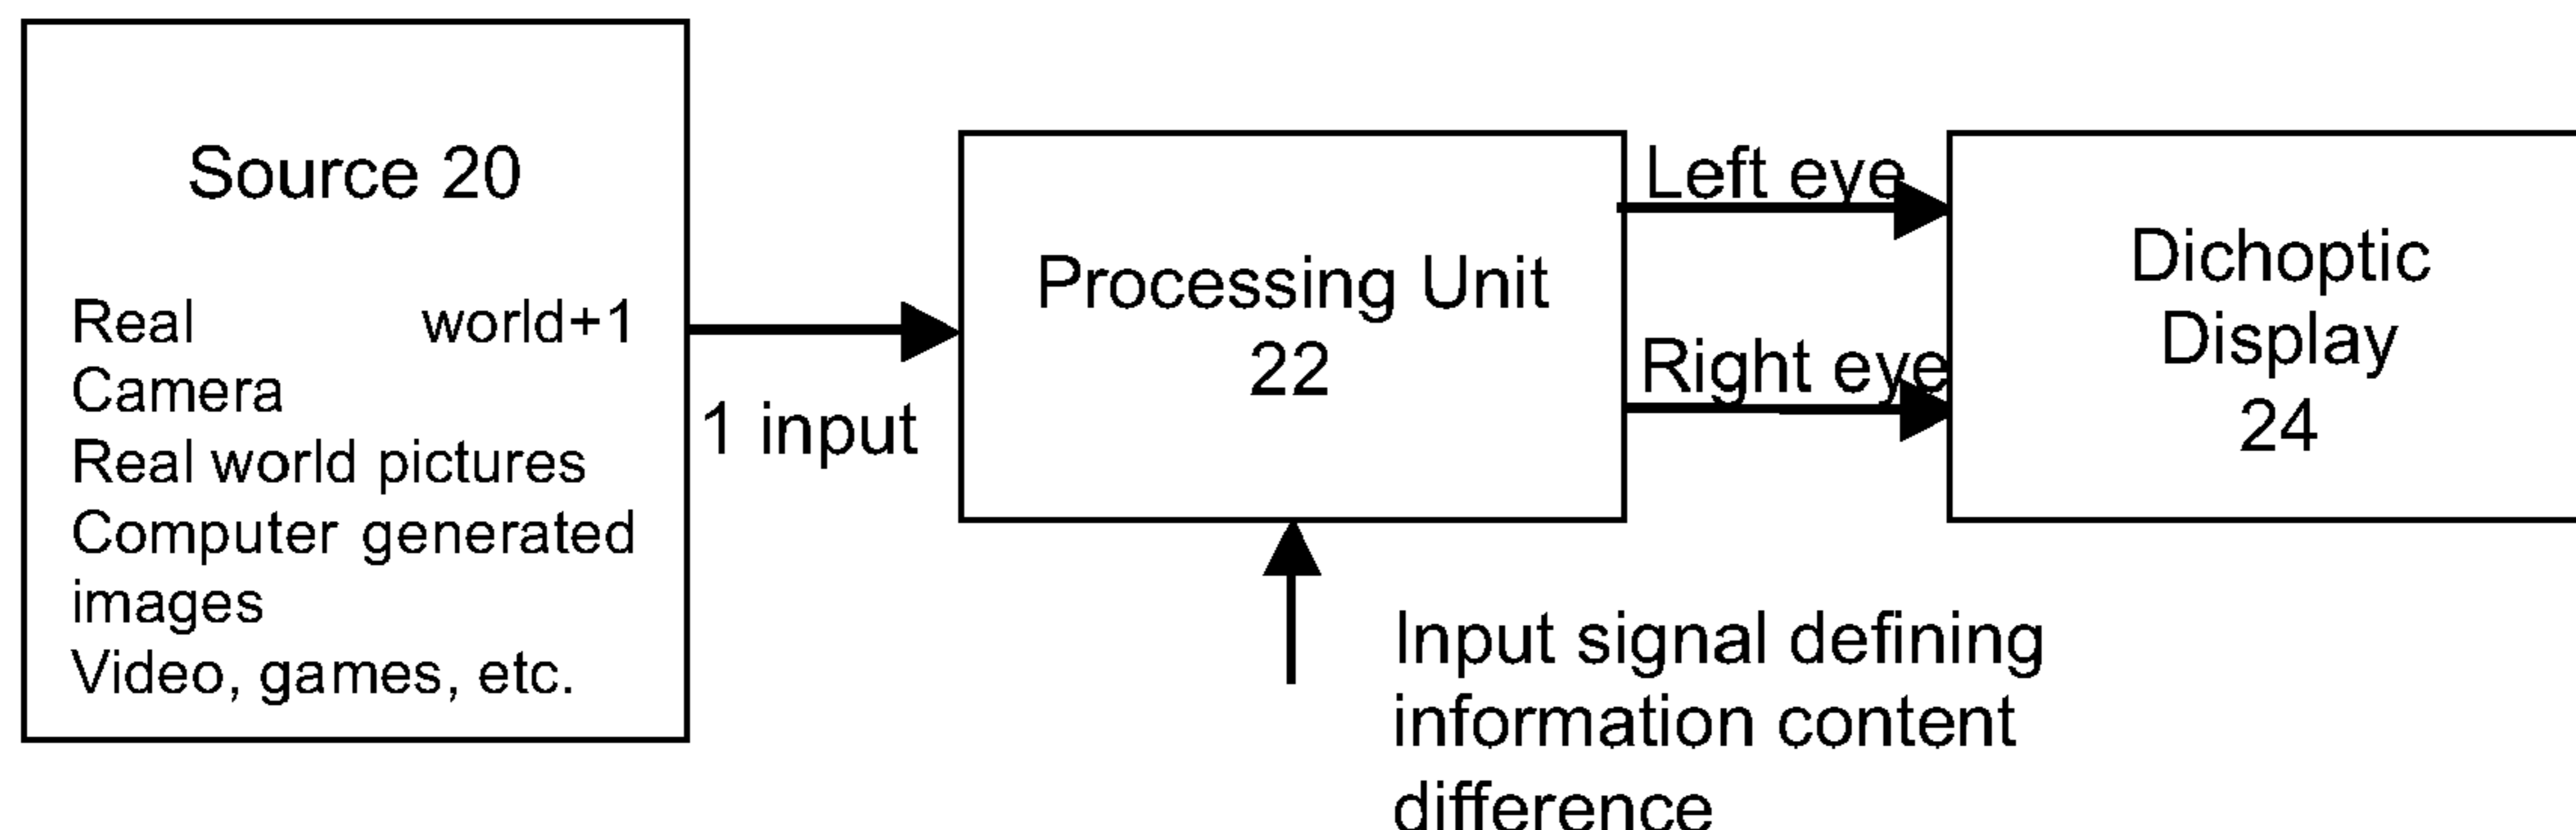 Source 20
Real world+1
Camera
Real world pictures
Computer generated
images
Video, games, etc.
1 input
Processing Unit
22
Left eye
Right eye
Dichoptic
Display
24
Input signal defining
information content
difference